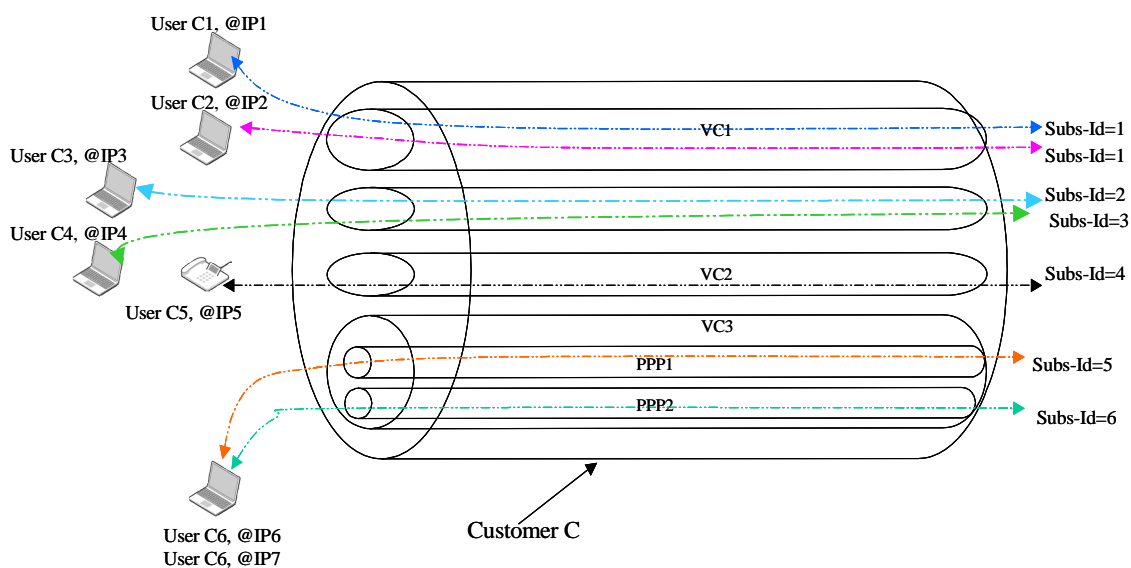 User C1, @IP1
User C2, @IP2
VC1
Subs-Id=1
Subs-Id=1
User C3, @IP3
Subs-Id=2
Subs-Id=3
User C4, @IP4
VC2
Subs-Id=4
User C5, @IP5
VC3
PPP1
Subs-Id=5
PPP2
Subs-Id=6
Customer C
User C6, @IP6
User C6, @IP7